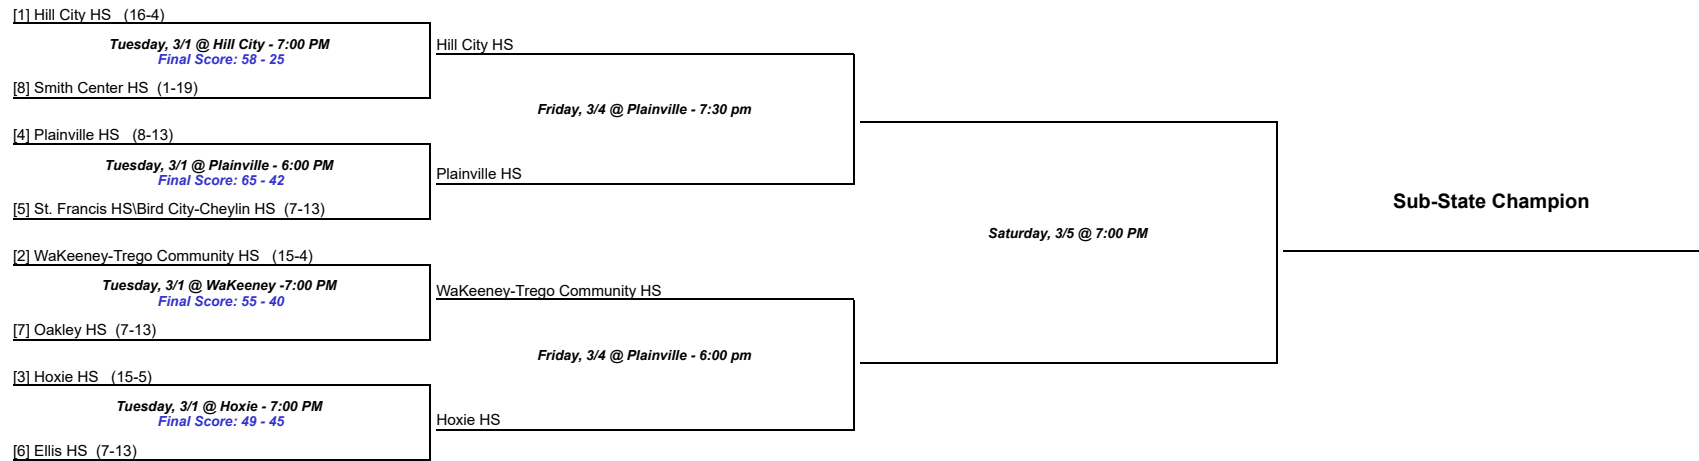 [1] Hill City HS (16-4)
Tuesday, 3/1 @ Hill City - 7:00 PM
Final Score: 58 - 25
[8] Smith Center HS (1-19)
[4] Plainville HS (8-13)
Tuesday, 3/1 @ Plainville - 6:00 PM
Final Score: 65 - 42
[5] St. Francis HS\Bird City-Cheylin HS (7-13)
[2] WaKeeney-Trego Community HS (15-4)
Tuesday, 3/1 @ WaKeeney -7:00 PM
Final Score: 55 - 40
[7] Oakley HS (7-13)
[3] Hoxie HS (15-5)
Tuesday, 3/1 @ Hoxie - 7:00 PM
Final Score: 49 - 45
[6] Ellis HS (7-13)
Hill City HS
Friday, 3/4 @ Plainville - 7:30 pm
Plainville HS
WaKeeney-Trego Community HS
Friday, 3/4 @ Plainville - 6:00 pm
Hoxie HS
Saturday, 3/5 @ 7:00 PM
Sub-State Champion